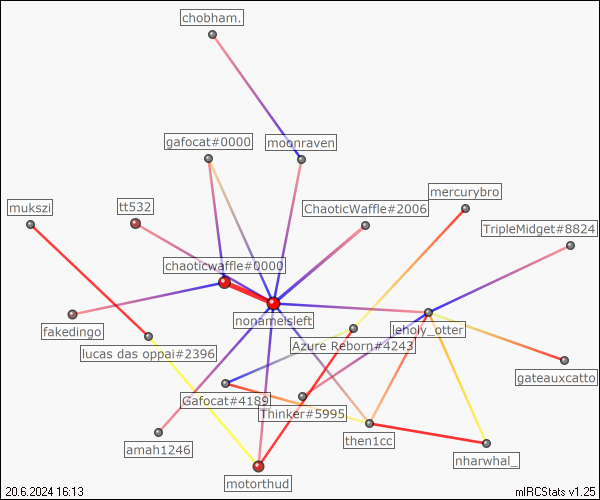 chobham.
gafocat#0000
moonraven
mercurybro
mukszi
tt532
ChaoticWaffle#2006
TripleMidget#8824
chaoticwaffle#0000
fakedingo
nonameisleft
leholy_otter
lucas das oppai#2396
Azure Reborn#4243
gateauxcatto
Gafocat#4189
Thinker#5995
amah1246
then1cc
nharwhal_
motorthud
20.6.2024 16:13
mIRCStats v1.25